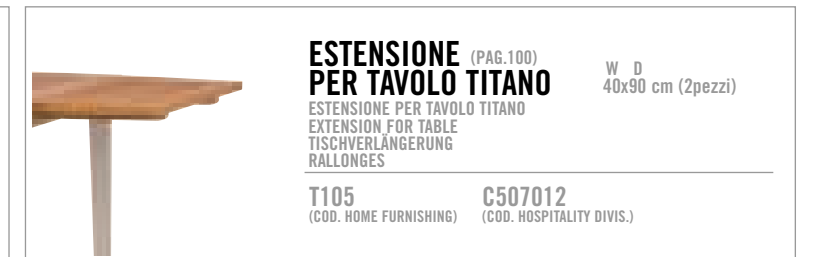 ESTENSIONE (PAG.100)
PER TAVOLO TITANO
W D
40x90 cm (2pezzi)
ESTENSIONE PER TAVOLO TITANO
EXTENSION FOR TABLE
TISCHVERLÄNGERUNG
RALLONGES
T105 C507012
(COD. HOME FURNISHING) (COD. HOSPITALITY DIVIS.)